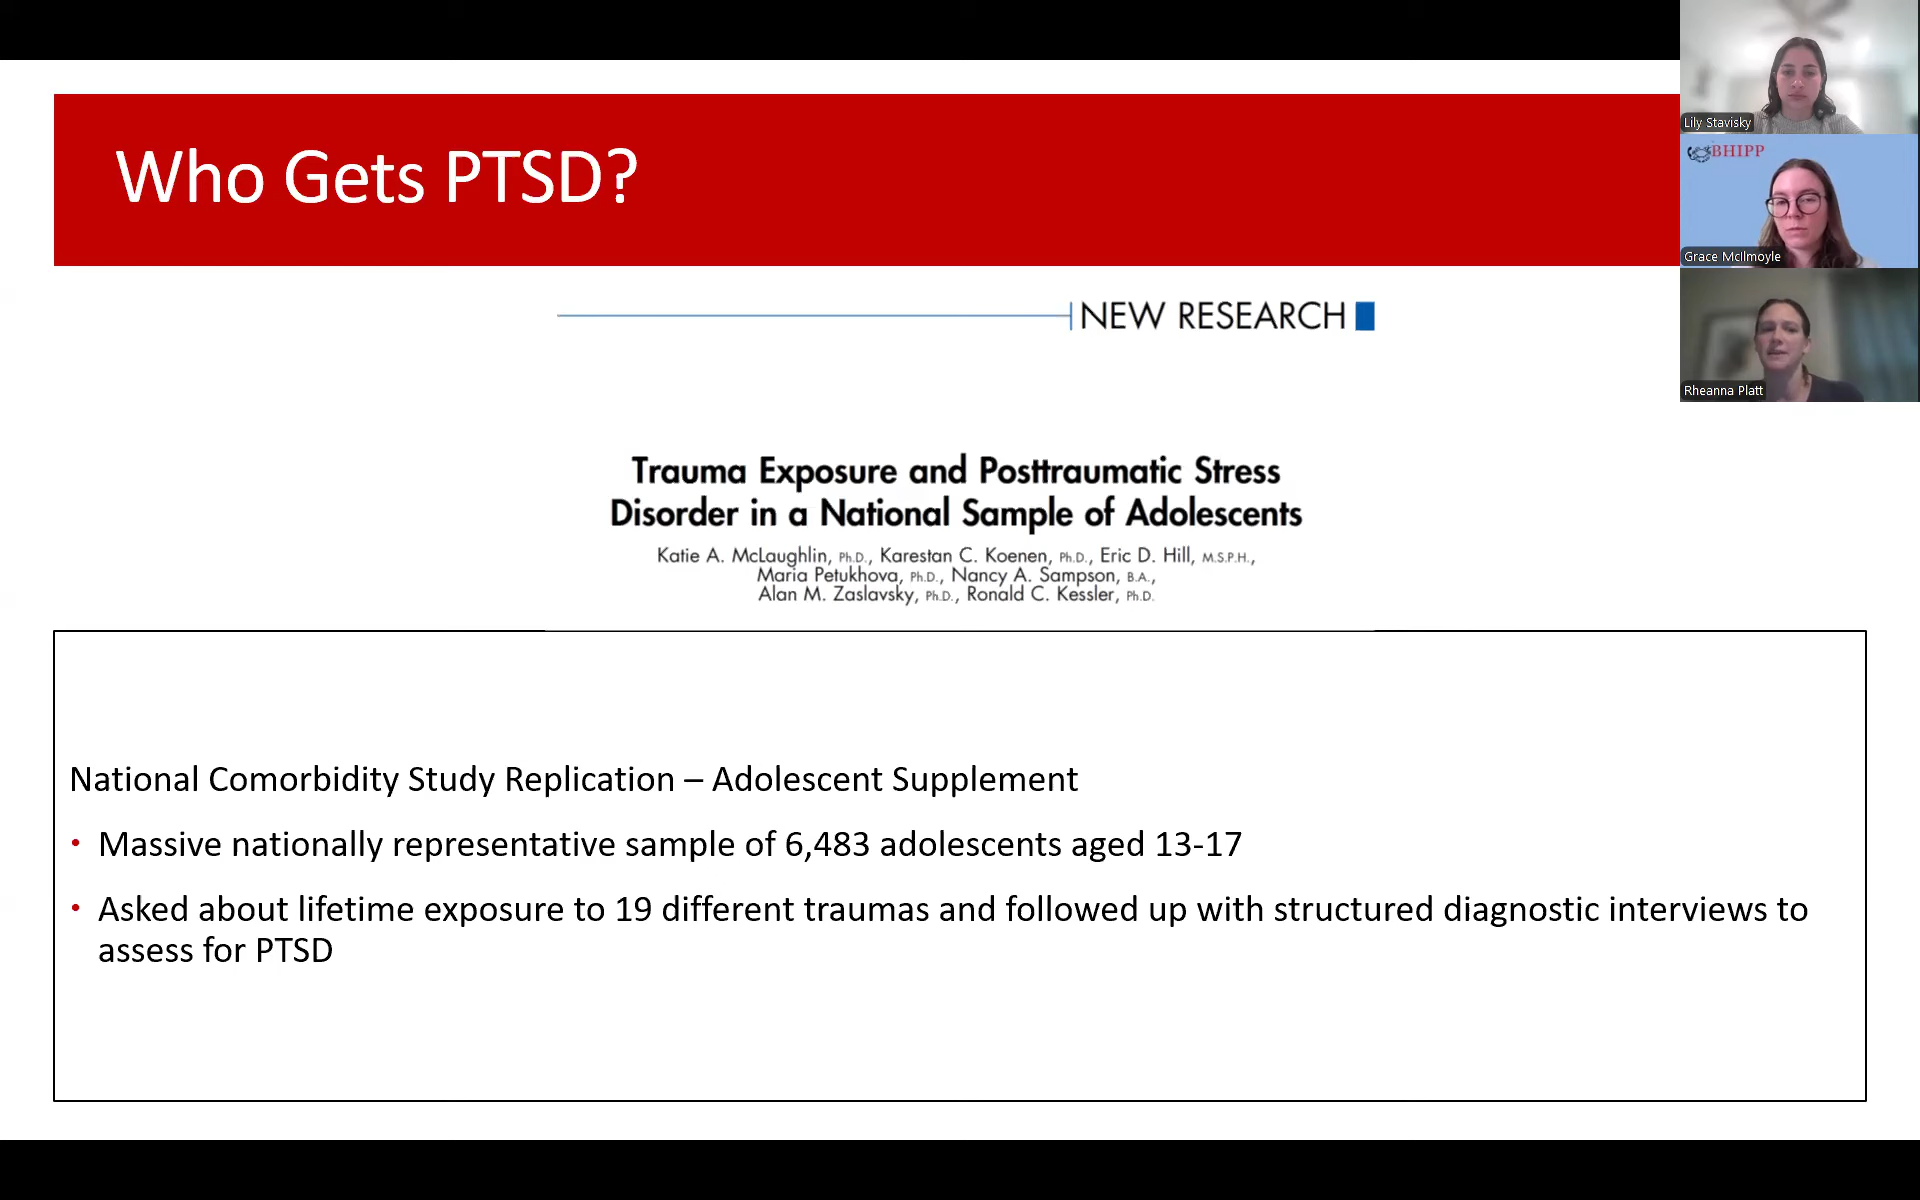 Who Gets PTSD?
NEW RESEARCH
Trauma Exposure and Posttraumatic Stress
Disorder in a National Sample of Adolescents
Katie A. McLaughlin, Ph.D., Karestan C. Koenen, Ph.D., Eric D. Hill, M.S.P.H.,
Maria Petukhova, Ph.D., Nancy A. Sampson, B.A.,
Alan M. Zaslavsky, Ph.D., Ronald C. Kessler, Ph.D.
National Comorbidity Study Replication – Adolescent Supplement
• Massive nationally representative sample of 6,483 adolescents aged 13-17
• Asked about lifetime exposure to 19 different traumas and followed up with structured diagnostic interviews to
assess for PTSD
Lily Stavisky
BHIPP
Grace McIlmoyle
Rheanna Platt